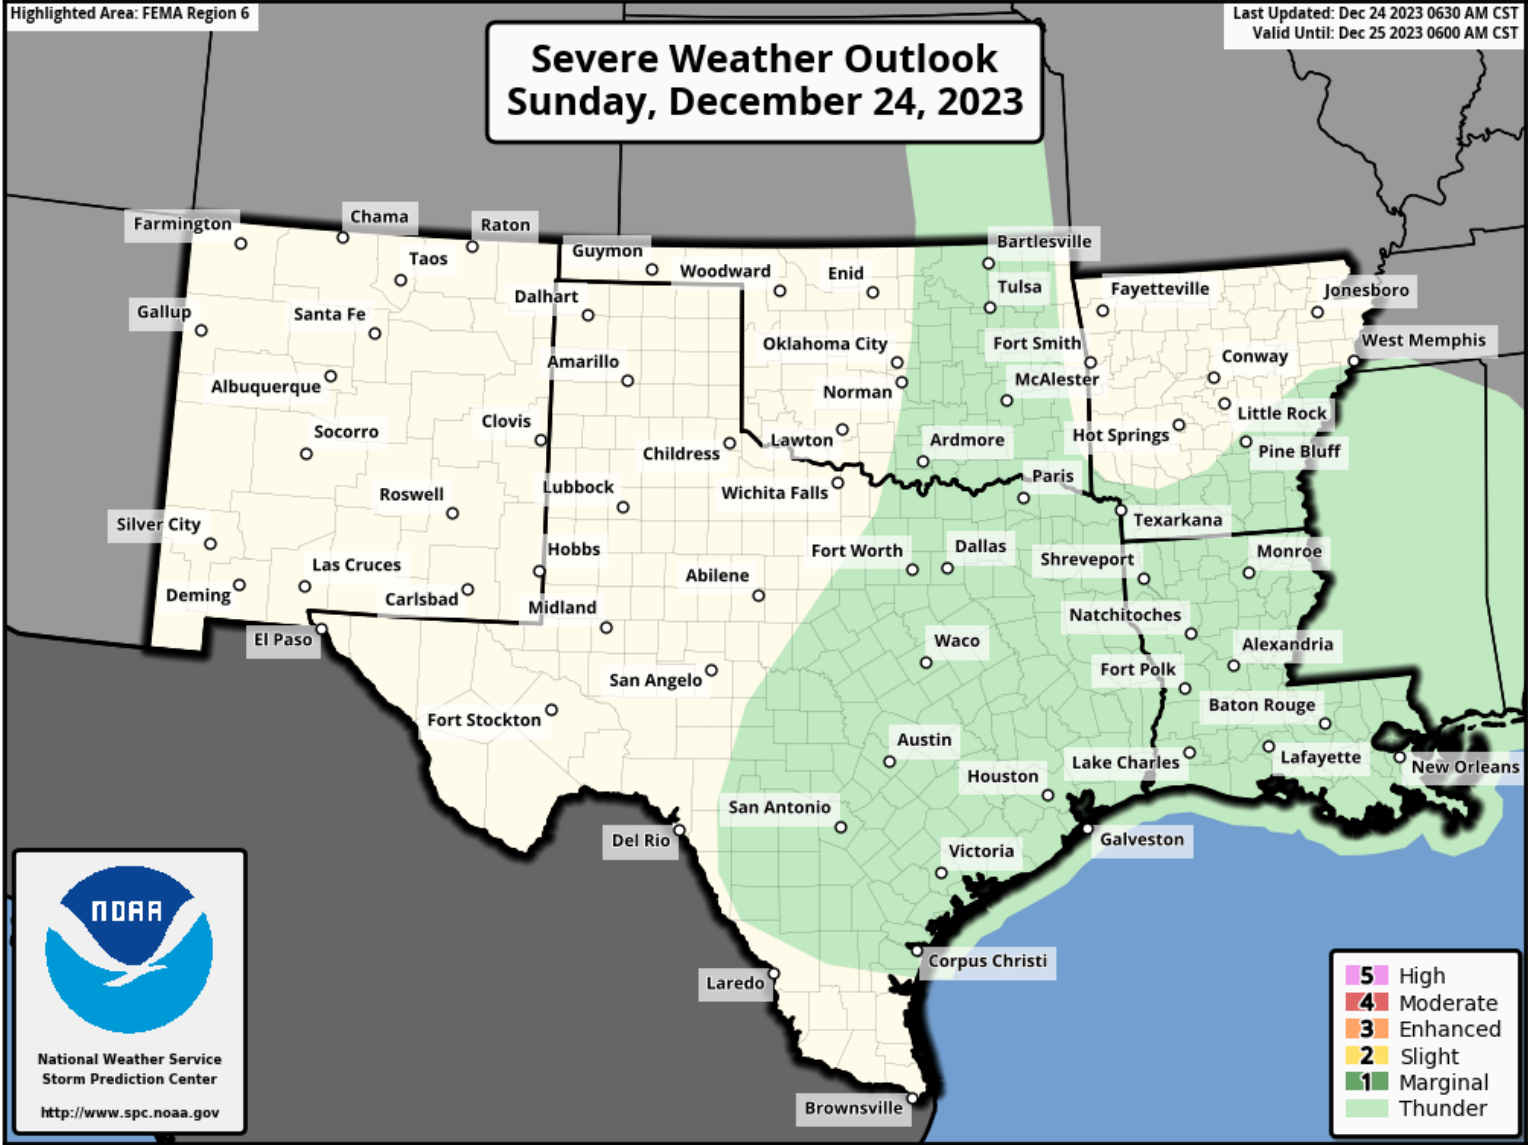 Highlighted Area: FEMA Region 6
Last Updated: Dec 24 2023 0630 AM CST
Valid Until: Dec 25 2023 0600 AM CST
Severe Weather Outlook
Sunday, December 24, 2023
Farmington
Chama
Raton
Taos
Guymon
Woodward
Enid
Bartlesville
Tulsa
Fayetteville
Jonesboro
Gallup
Santa Fe
Dalhart
Oklahoma City
Fort Smith
West Memphis
Albuquerque
Amarillo
Norman
McAlester
Conway
Little Rock
Socorro
Clovis
Childress
Lawton
Ardmore
Hot Springs
Pine Bluff
Roswell
Lubbock
Wichita Falls
Paris
Silver City
Texarkana
Las Cruces
Hobbs
Fort Worth
Dallas
Shreveport
Monroe
Deming
Carlsbad
Midland
Abilene
Natchitoches
El Paso
Waco
Alexandria
San Angelo
Fort Polk
Fort Stockton
Baton Rouge
Austin
Houston
Lake Charles
Lafayette
New Orleans
San Antonio
Del Rio
Victoria
Galveston
Laredo
Corpus Christi
Brownsville
NOAA
National Weather Service
Storm Prediction Center
http://www.spc.noaa.gov
5 High
4 Moderate
3 Enhanced
2 Slight
1 Marginal
Thunder